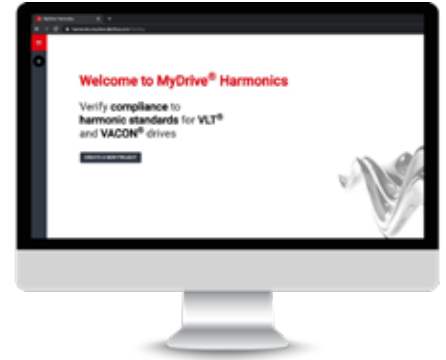 Welcome to MyDrive® Harmonics
Verify compliance to
harmonic standards for VLT®
and VACON® drives
CREATE A NEW PROJECT